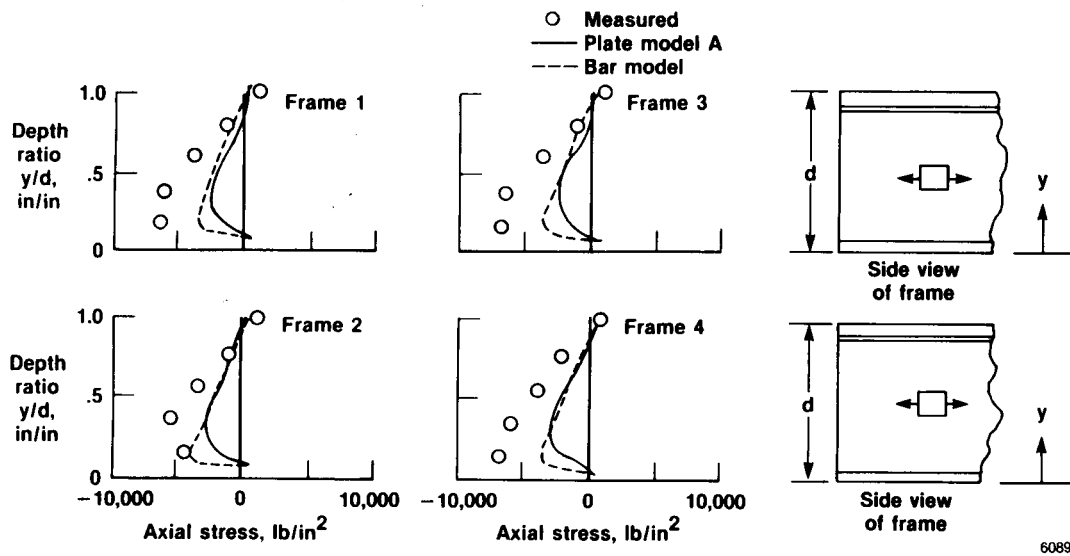 Measured
Plate model A
Bar model
1.0
Depth
ratio
y/d,
in/in
.5
0
Frame 1
Frame 3
d
y
Side view
of frame
1.0
Depth
ratio
y/d,
in/in
.5
0
Frame 2
Frame 4
d
y
−10,000
0
10,000
−10,000
0
10,000
Axial stress, lb/in2
Axial stress, lb/in2
Side view
of frame
6089